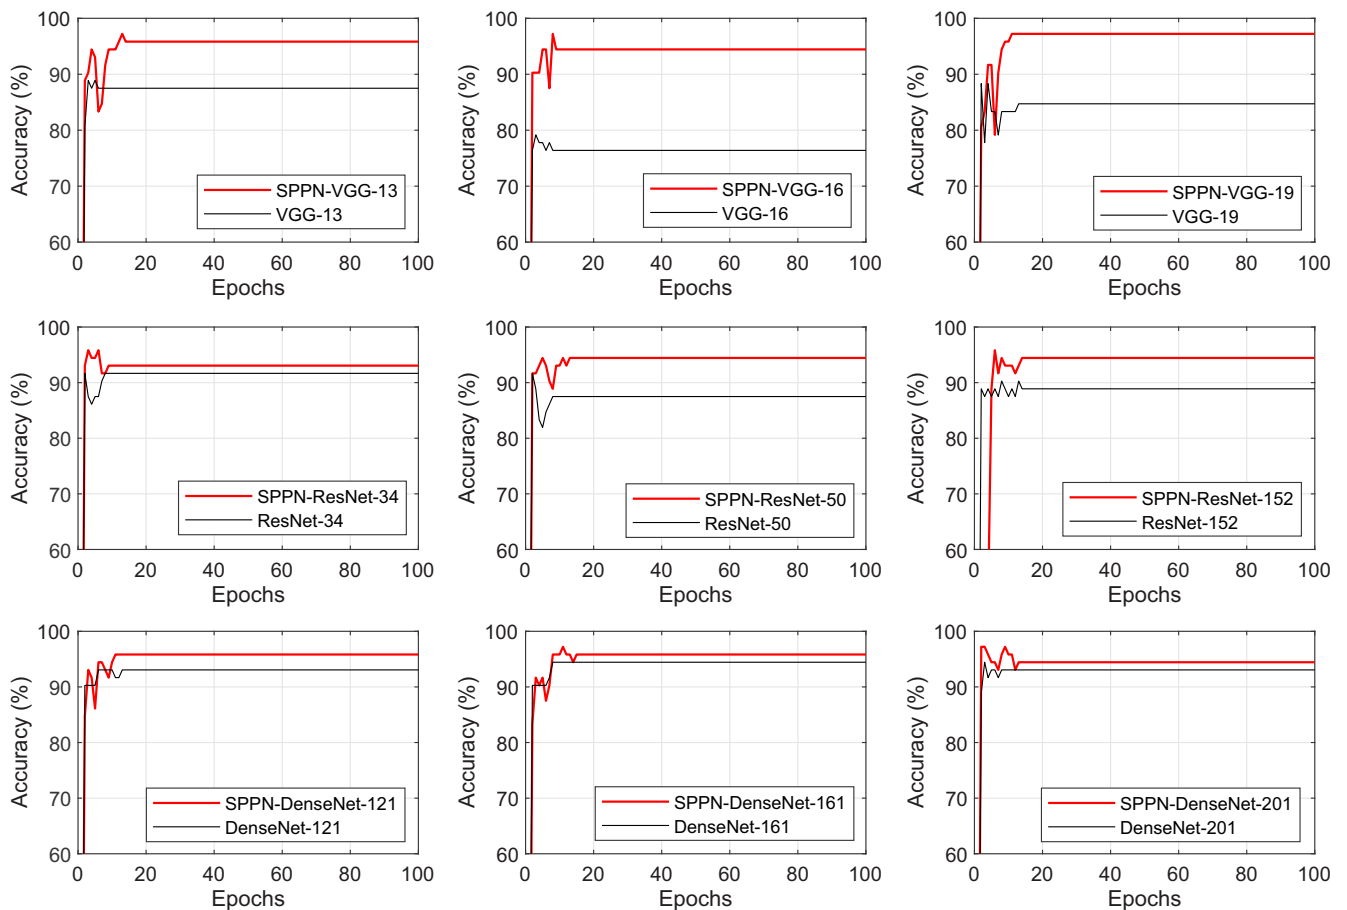 100
90
80
70
60
Accuracy (%)
SPPN-VGG-13
VGG-13
0 20 40 60 80 100
Epochs
100
90
80
70
60
Accuracy (%)
SPPN-VGG-16
VGG-16
0 20 40 60 80 100
Epochs
100
90
80
70
60
Accuracy (%)
SPPN-VGG-19
VGG-19
0 20 40 60 80 100
Epochs
100
90
80
70
60
Accuracy (%)
SPPN-ResNet-34
ResNet-34
0 20 40 60 80 100
Epochs
100
90
80
70
60
Accuracy (%)
SPPN-ResNet-50
ResNet-50
0 20 40 60 80 100
Epochs
100
90
80
70
60
Accuracy (%)
SPPN-ResNet-152
ResNet-152
0 20 40 60 80 100
Epochs
100
90
80
70
60
Accuracy (%)
SPPN-DenseNet-121
DenseNet-121
0 20 40 60 80 100
Epochs
100
90
80
70
60
Accuracy (%)
SPPN-DenseNet-161
DenseNet-161
0 20 40 60 80 100
Epochs
100
90
80
70
60
Accuracy (%)
SPPN-DenseNet-201
DenseNet-201
0 20 40 60 80 100
Epochs